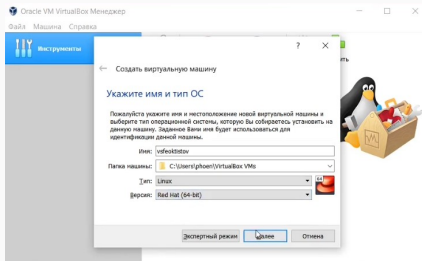 Oracle VM VirtualBox Менеджер
Файл Машина Справка
Инструменты
Создать виртуальную машину
Укажите имя и тип ОС
Пожалуйста укажите имя и местоположение новой виртуальной машины и
выберите тип операционной системы, которую Вы собираетесь установить на
данную машину. Заданное Вами имя будет использоваться для
идентификации данной машины.
Имя: vsfeoktistov
Папка машины: C:\Users\phoen\VirtualBox VMs
Тип: Linux
Версия: Red Hat (64-bit)
Экспертный режим Далее Отмена